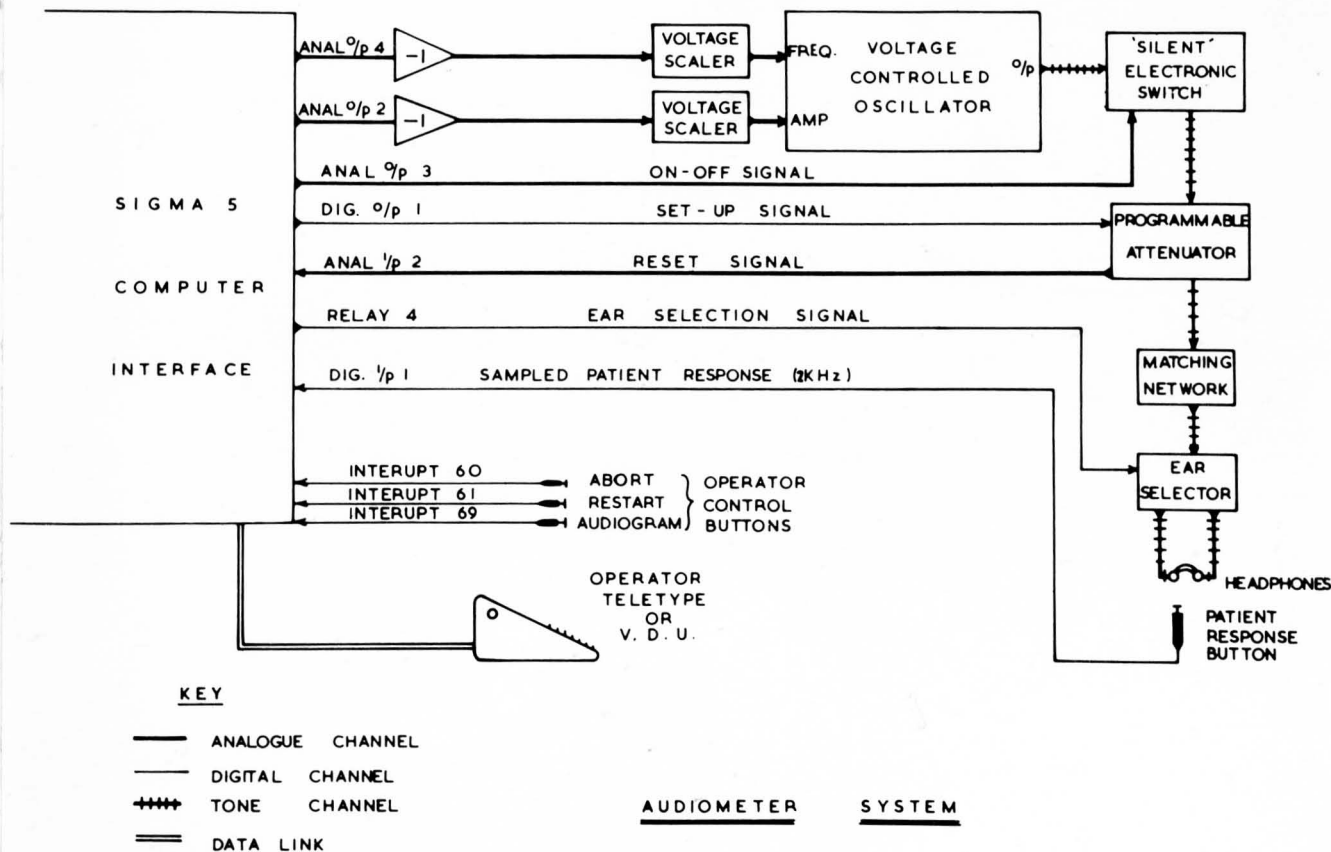 ANAL O/P 4
-1
VOLTAGE
SCALER
FREQ.
VOLTAGE
CONTROLLED
OSCILLATOR
O/P
'SILENT'
ELECTRONIC
SWITCH
ANAL O/P 2
-1
VOLTAGE
SCALER
AMP
ANAL O/P 3
ON-OFF SIGNAL
SIGMA 5
COMPUTER
INTERFACE
DIG. O/P 1
SET-UP SIGNAL
PROGRAMMABLE
ATTENUATOR
ANAL I/P 2
RESET SIGNAL
RELAY 4
EAR SELECTION SIGNAL
MATCHING
NETWORK
DIG. I/P 1
SAMPLED PATIENT RESPONSE (2KHz)
EAR
SELECTOR
INTERUPT 60
ABORT
INTERUPT 61
RESTART
INTERUPT 69
AUDIOGRAM
OPERATOR
CONTROL
BUTTONS
HEADPHONES
OPERATOR
TELETYPE
OR
V. D. U.
PATIENT
RESPONSE
BUTTON
KEY
ANALOGUE CHANNEL
DIGITAL CHANNEL
TONE CHANNEL
DATA LINK
AUDIOMETER SYSTEM